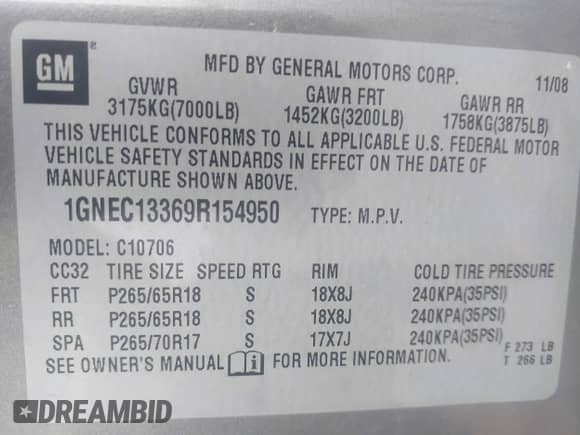 GM
®
MFD BY GENERAL MOTORS CORP. 11/08
GVWR GAWR FRT GAWR RR
3175KG(7000LB) 1452KG(3200LB) 1758KG(3875LB)
THIS VEHICLE CONFORMS TO ALL APPLICABLE U.S. FEDERAL MOTOR
VEHICLE SAFETY STANDARDS IN EFFECT ON THE DATE OF
MANUFACTURE SHOWN ABOVE.
1GNEC13369R154950 TYPE: M.P.V.
MODEL: C10706
CC32 TIRE SIZE SPEED RTG RIM COLD TIRE PRESSURE
FRT P265/65R18 S 18X8J 240KPA(35PSI)
RR P265/65R18 S 18X8J 240KPA(35PSI)
SPA P265/70R17 S 17X7J 240KPA(35PSI)
F 273 LB
SEE OWNER'S MANUAL i FOR MORE INFORMATION. T 266 LB
DREAMBID